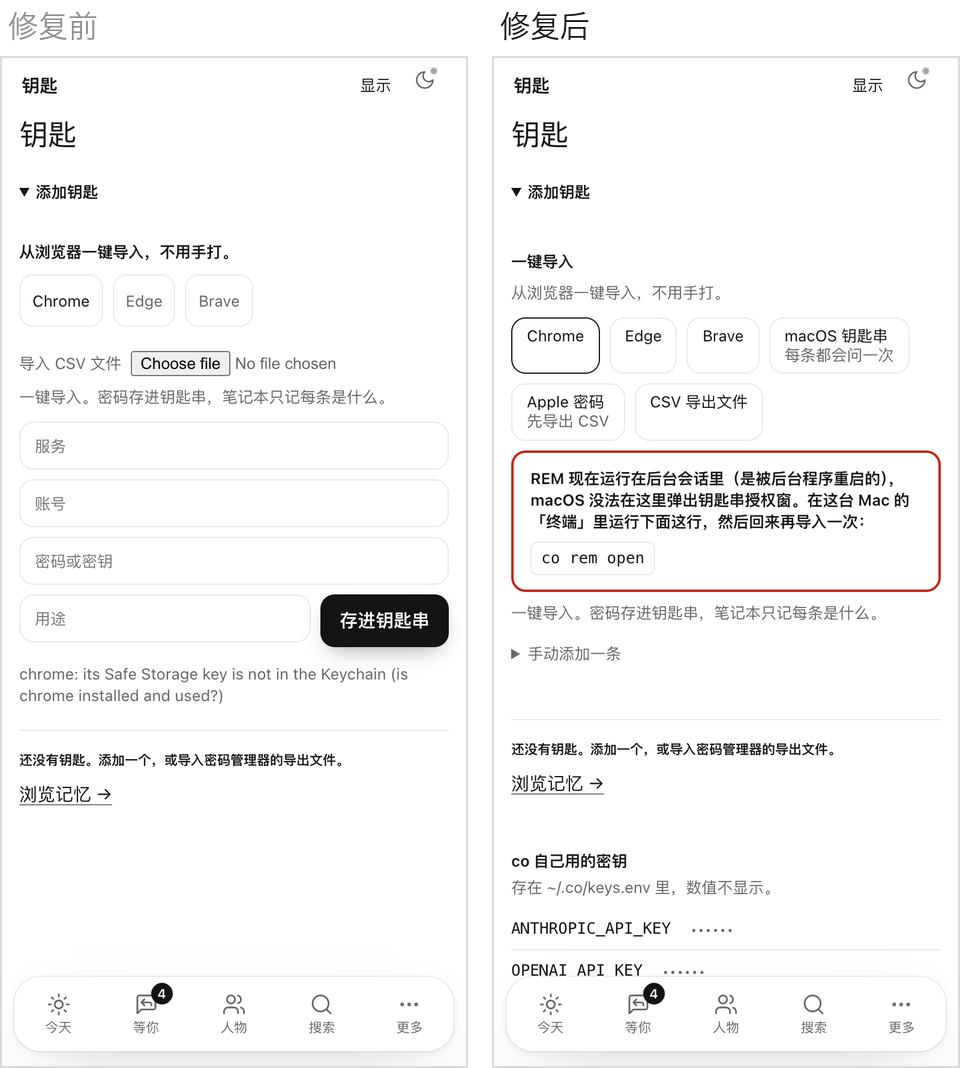 修复前
钥匙
显示
钥匙
▼ 添加钥匙
从浏览器一键导入，不用手打。
Chrome
Edge
Brave
导入 CSV 文件 Choose file No file chosen
一键导入。密码存进钥匙串，笔记本只记每条是什么。
服务
账号
密码或密钥
用途
存进钥匙串
chrome: its Safe Storage key is not in the Keychain (is
chrome installed and used?)
还没有钥匙。添加一个，或导入密码管理器的导出文件。
浏览记忆 →
今天
4
等你
人物
搜索
更多
修复后
钥匙
显示
钥匙
▼ 添加钥匙
一键导入
从浏览器一键导入，不用手打。
Chrome
Edge
Brave
macOS 钥匙串
每条都会问一次
Apple 密码
先导出 CSV
CSV 导出文件
REM 现在运行在后台会话里（是被后台程序重启的），
macOS 没法在这里弹出钥匙串授权窗。在这台 Mac 的
「终端」里运行下面这行，然后回来再导入一次：
co rem open
一键导入。密码存进钥匙串，笔记本只记每条是什么。
▶ 手动添加一条
还没有钥匙。添加一个，或导入密码管理器的导出文件。
浏览记忆 →
co 自己用的密钥
存在 ~/.co/keys.env 里，数值不显示。
ANTHROPIC_API_KEY ••••••
OPENAI_API_KEY ••••••
今天
4
等你
人物
搜索
更多